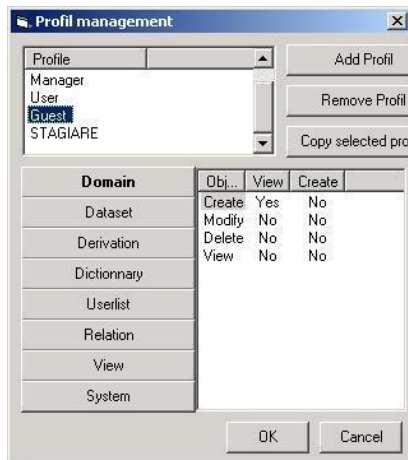 Profil management
Profile
Manager
User
Guest
STAGIARE
Add Profil
Remove Profil
Copy selected pro
Domain
Dataset
Derivation
Dictionnary
Userlist
Relation
View
System
Obj... View Create
Create Yes No
Modify No No
Delete No No
View No No
OK Cancel